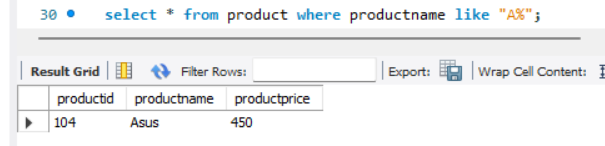 30 select * from product where productname like "A%";
Result Grid Filter Rows: Export: Wrap Cell Content:
productid productname productprice
104 Asus 450